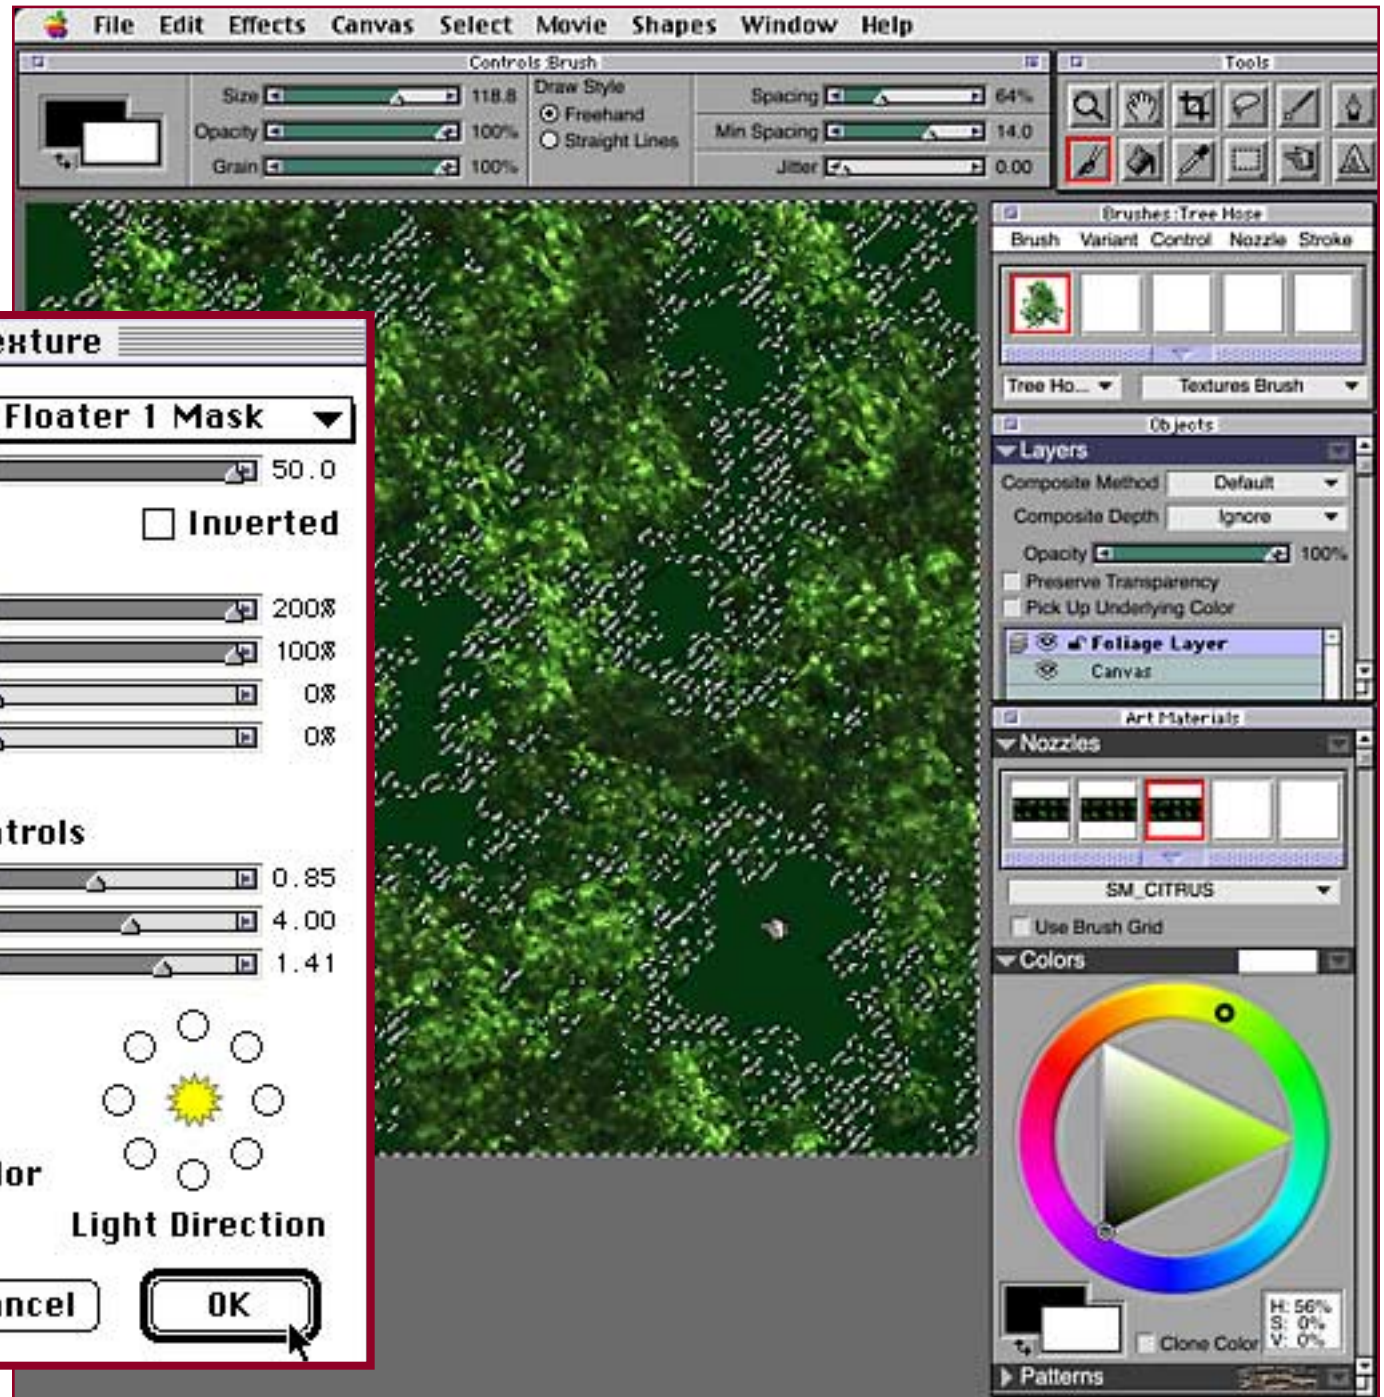 File Edit Effects Canvas Select Movie Shapes Window Help
Controls:Brush
Size 118.8
Opacity 100%
Grain 100%
Draw Style
Freehand
Straight Lines
Spacing 64%
Min Spacing 14.0
Jitter 0.00
Tools
Brushes:Tree Hose
Brush Variant Control Nozzle Stroke
Tree Ho... Textures Brush
Objects
Layers
Composite Method Default
Composite Depth Ignore
Opacity 100%
Preserve Transparency
Pick Up Underlying Color
Foliage Layer
Canvas
Art Materials
Nozzles
SM_CITRUS
Use Brush Grid
Colors
H: 56%
S: 0%
V: 0%
Clone Color
Patterns
exture
Floater 1 Mask
50.0
Inverted
200%
100%
0%
0%
trols
0.85
4.00
1.41
lor
Light Direction
ncel OK